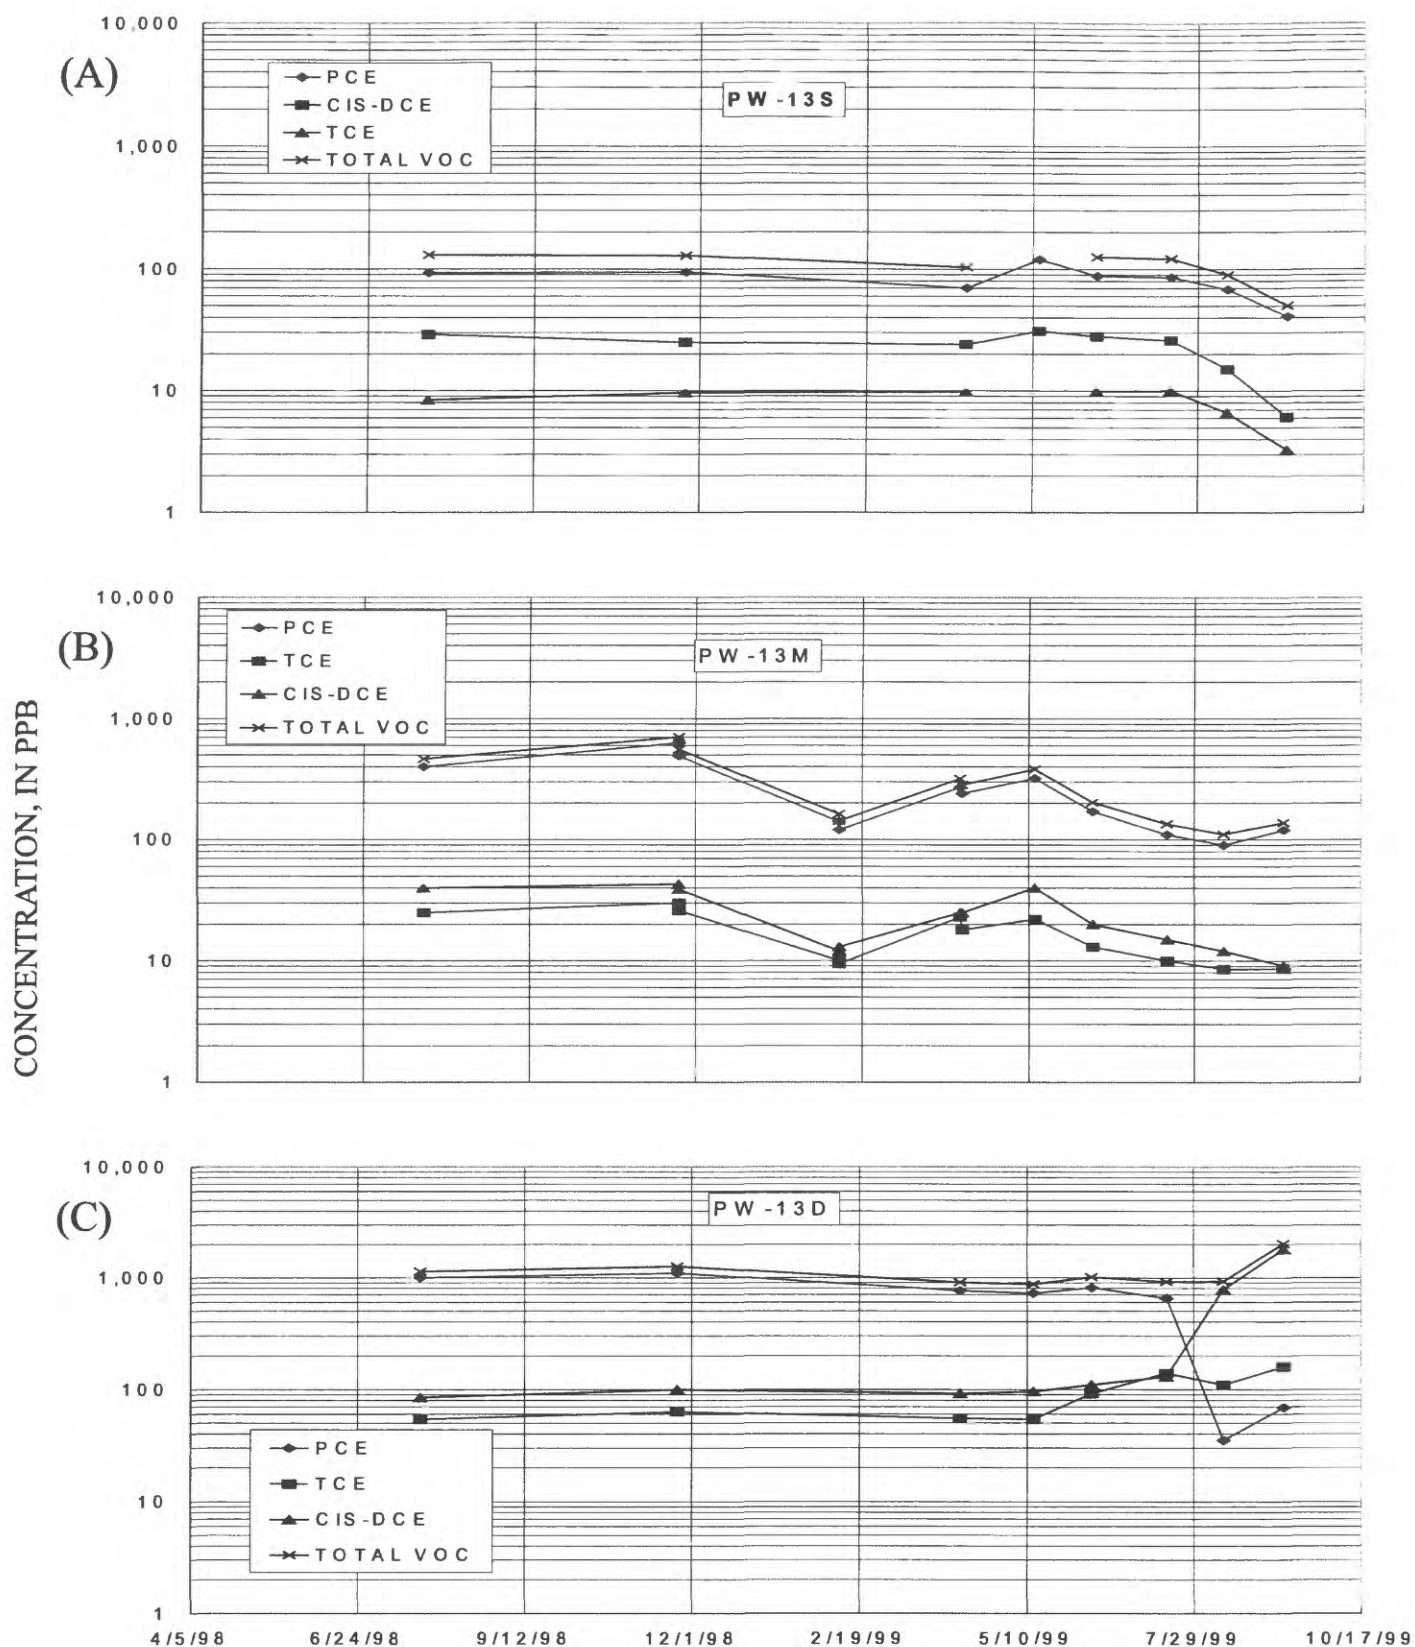 (A)
10,000
1,000
100
10
1
PCE
CIS-DCE
TCE
TOTAL VOC
PW-13S
CONCENTRATION, IN PPB
(B)
10,000
1,000
100
10
1
PCE
TCE
CIS-DCE
TOTAL VOC
PW-13M
(C)
10,000
1,000
100
10
1
PW-13D
PCE
TCE
CIS-DCE
TOTAL VOC
4/5/98 6/24/98 9/12/98 12/1/98 2/19/99 5/10/99 7/29/99 10/17/99